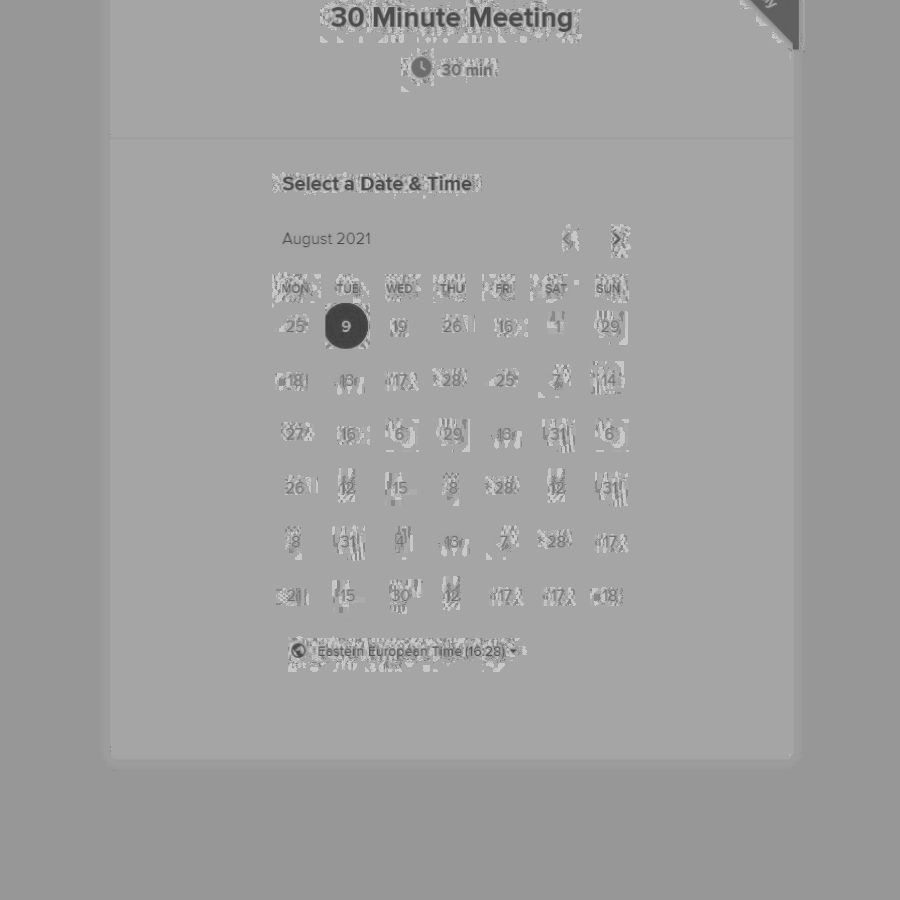 30 Minute Meeting
30 min
Select a Date & Time
August 2021
MON TUE WED THU FRI SAT SUN
25 9 19 26 16 1 29
18 13 17 28 25 7 14
27 16 6 29 13 31 6
26 12 15 8 28 12 31
8 31 4 13 7 28 17
21 15 30 12 17 17 18
Eastern European Time (16:28)